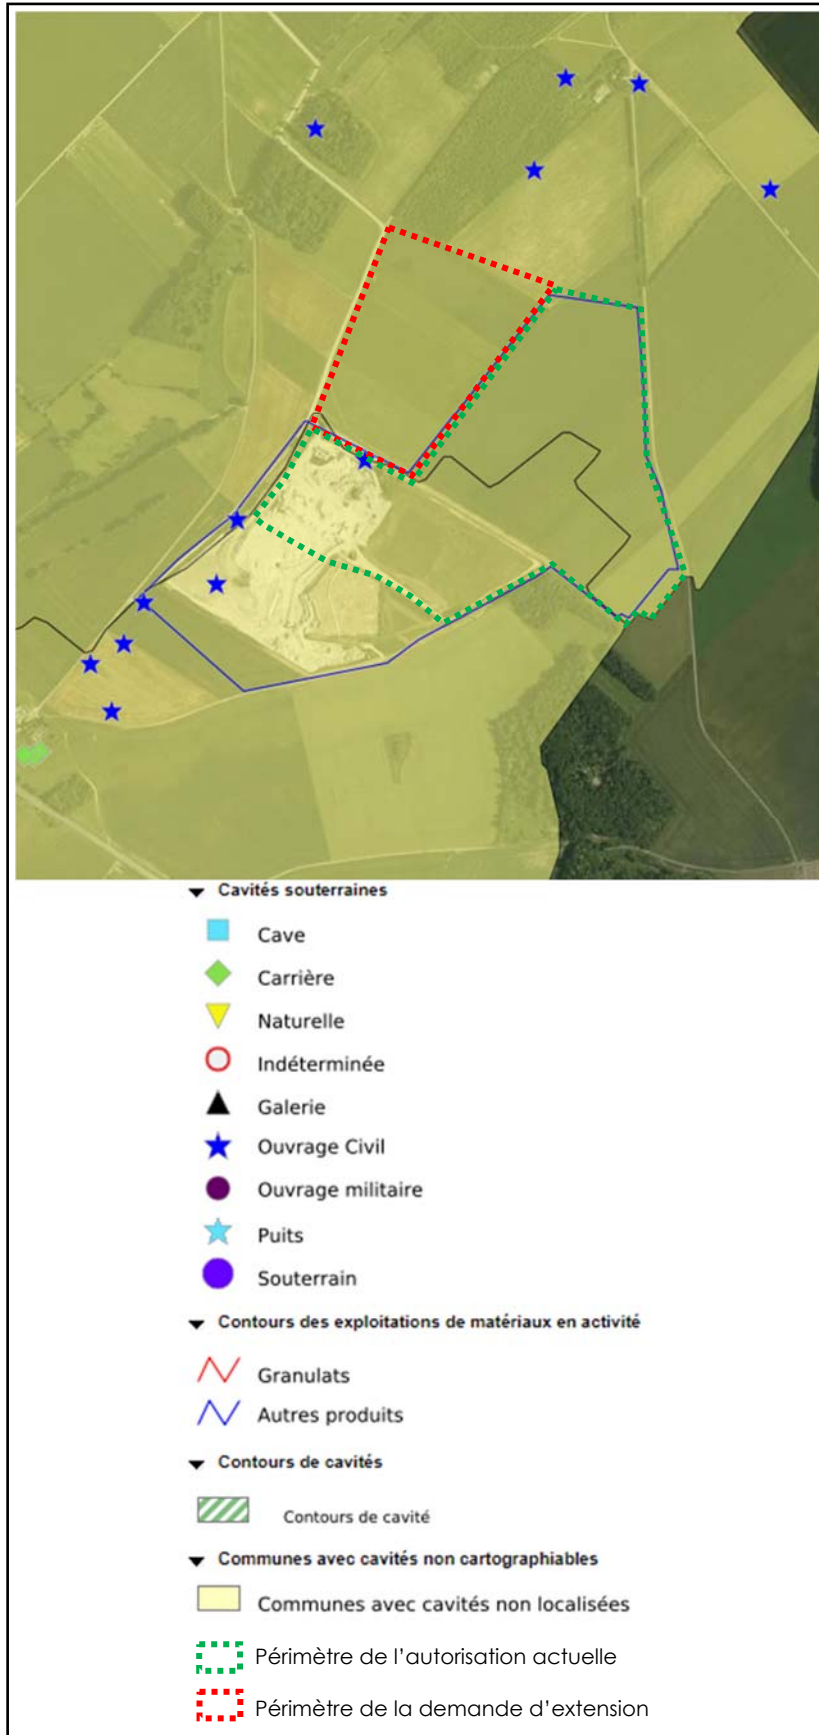 Cavités souterraines
Cave
Carrière
Naturelle
Indéterminée
Galerie
Ouvrage Civil
Ouvrage militaire
Puits
Souterrain
Contours des exploitations de matériaux en activité
Granulats
Autres produits
Contours de cavités
Contours de cavité
Communes avec cavités non cartographiables
Communes avec cavités non localisées
Périmètre de l'autorisation actuelle
Périmètre de la demande d'extension